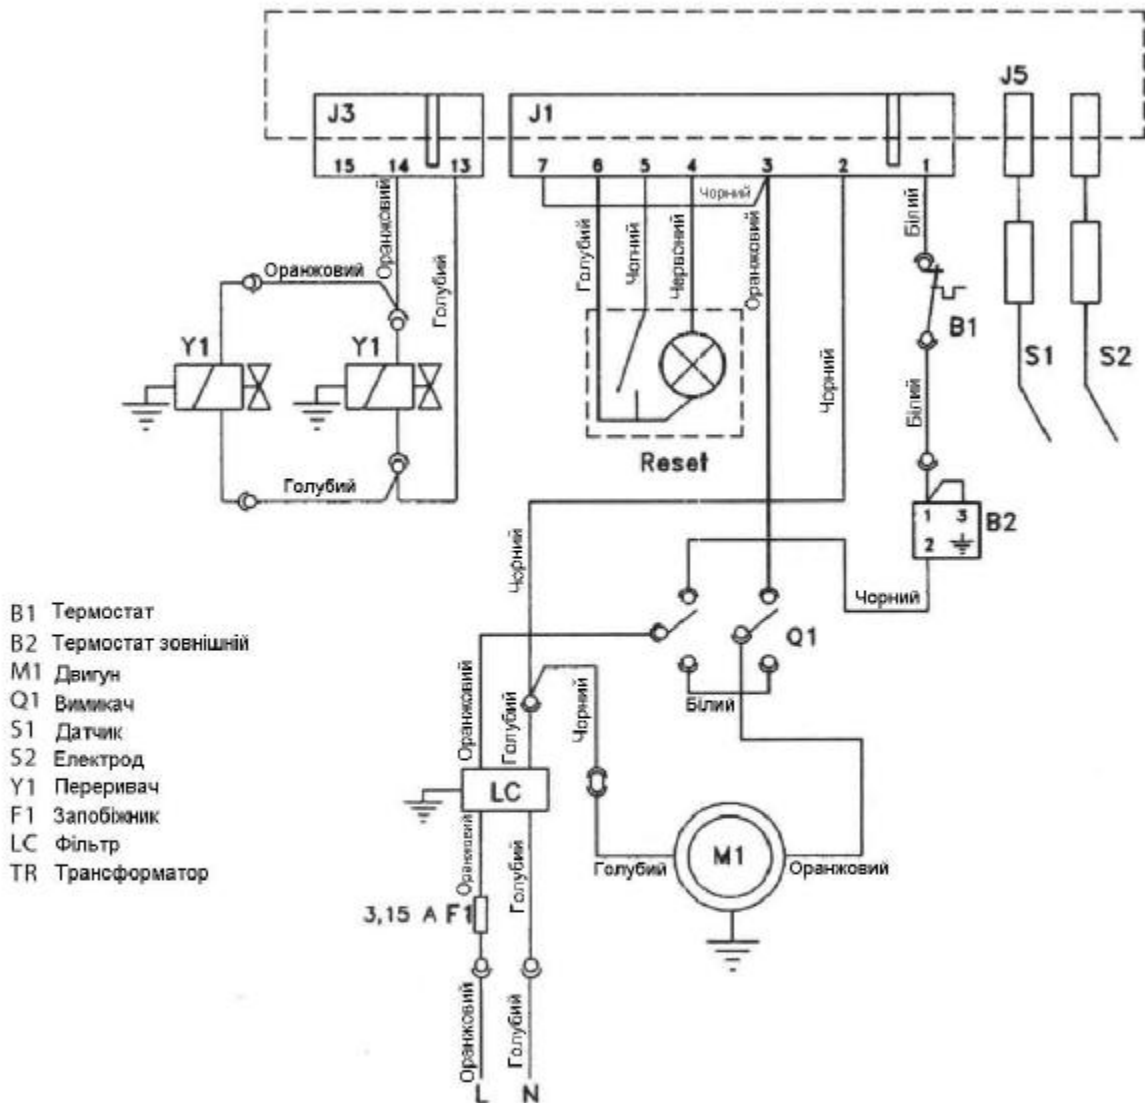 J3
J1
J5
15 14 13
7 6 5 4 3 2 1
Чорний
Оранжовий
Голубий
Голубий
Чорний
Червоний
Оранжовий
Чорний
Білий
Оранжовий
Y1
Y1
B1
S1
S2
Білий
Reset
Голубий
1 3
2
B2
Чорний
Чорний
Q1
Білий
Оранжовий
Голубий
Чорний
LC
M1
Голубий
Оранжовий
Оранжовий
Голубий
3,15 A F1
Оранжовий
Голубий
L N
B1 Термостат
B2 Термостат зовнішній
M1 Двигун
Q1 Вимикач
S1 Датчик
S2 Електрод
Y1 Переривач
F1 Запобіжник
LC Фільтр
TR Трансформатор